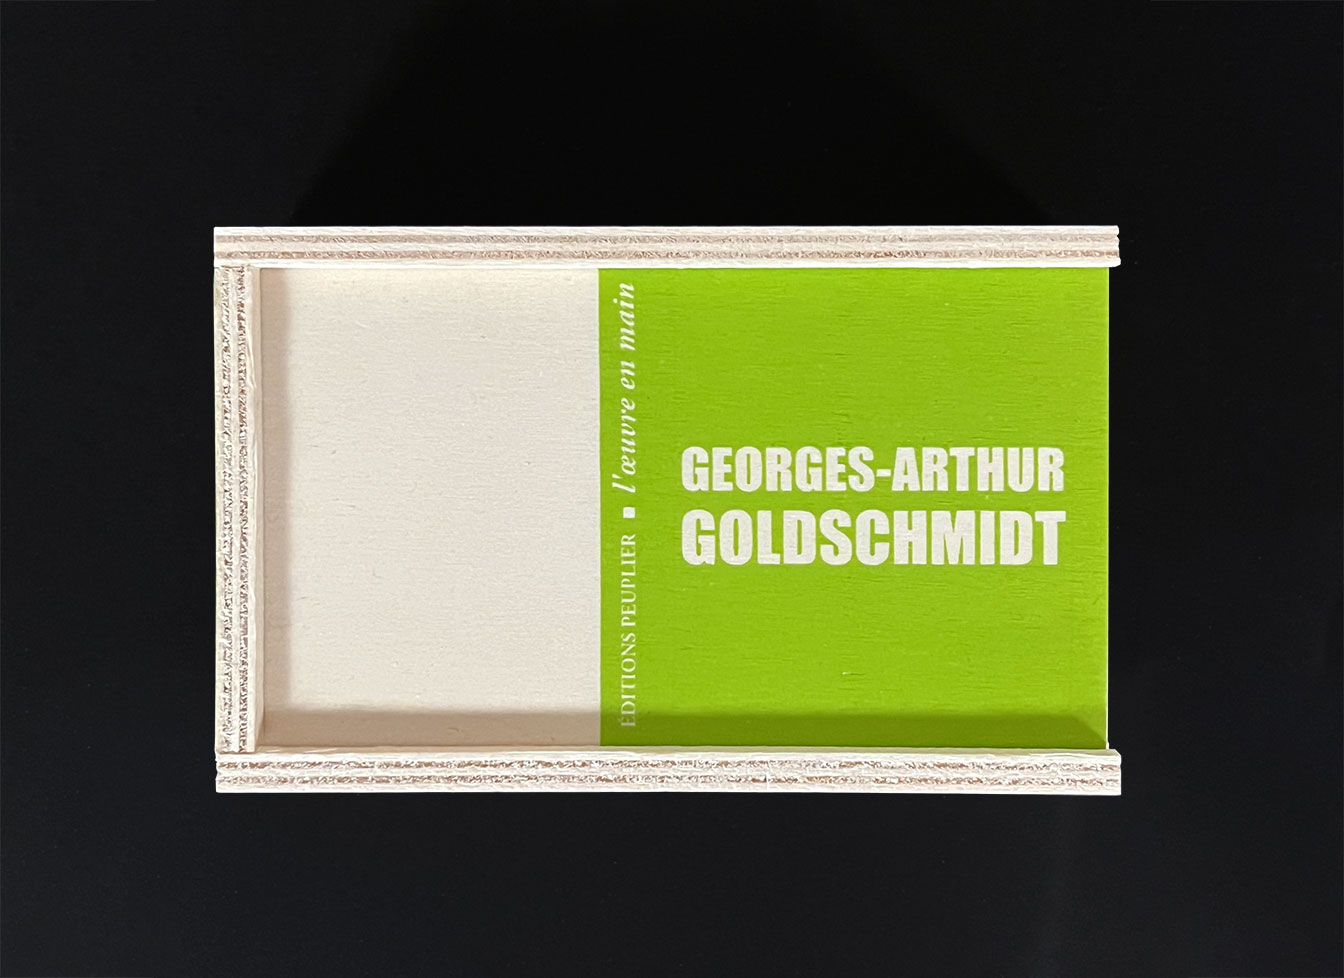 ÉDITIONS PEUPLIER ■ l'œuvre en main
GEORGES-ARTHUR
GOLDSCHMIDT